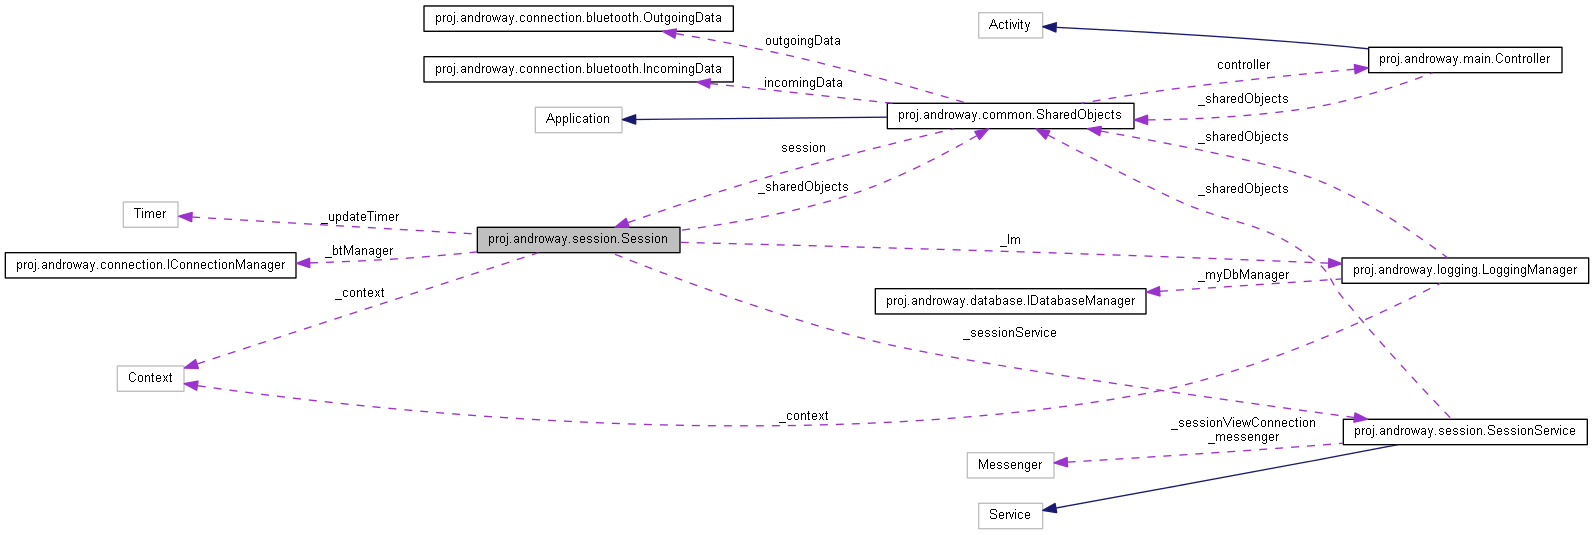 proj.androway.connection.bluetooth.OutgoingData
Activity
outgoingData
proj.androway.main.Controller
controller
proj.androway.connection.bluetooth.IncomingData
incomingData
_sharedObjects
Application
proj.androway.common.SharedObjects
_sharedObjects
session
_sharedObjects
_sharedObjects
Timer
_updateTimer
proj.androway.session.Session
_lm
_btManager
proj.androway.connection.IConnectionManager
proj.androway.logging.LoggingManager
_myDbManager
_context
proj.androway.database.IDatabaseManager
_sessionService
Context
_context
_sessionViewConnection
_messenger
proj.androway.session.SessionService
Messenger
Service